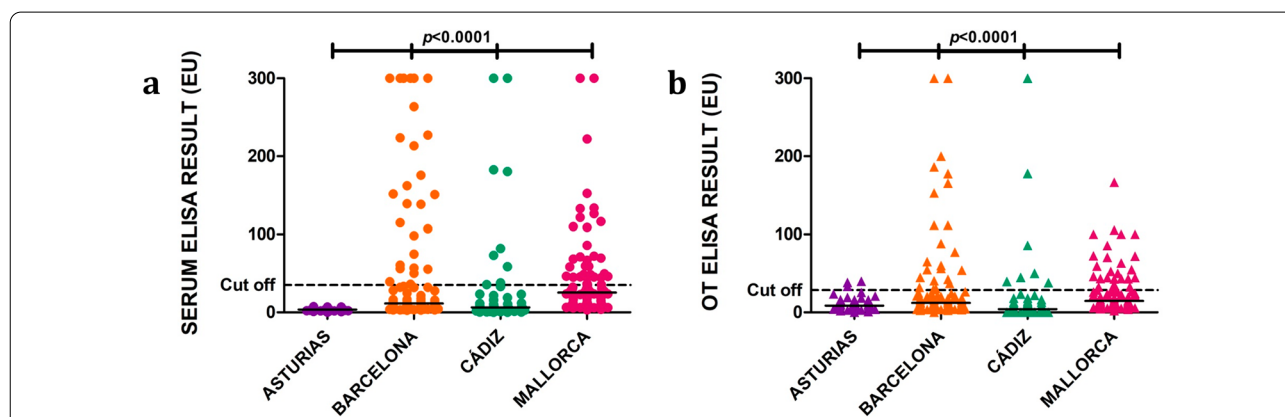 a
p<0.0001
SERUM ELISA RESULT (EU)
300
200
100
Cut off
0
ASTURIAS
BARCELONA
CÁDIZ
MALLORCA
b
p<0.0001
OT ELISA RESULT (EU)
300
200
100
Cut off
0
ASTURIAS
BARCELONA
CÁDIZ
MALLORCA